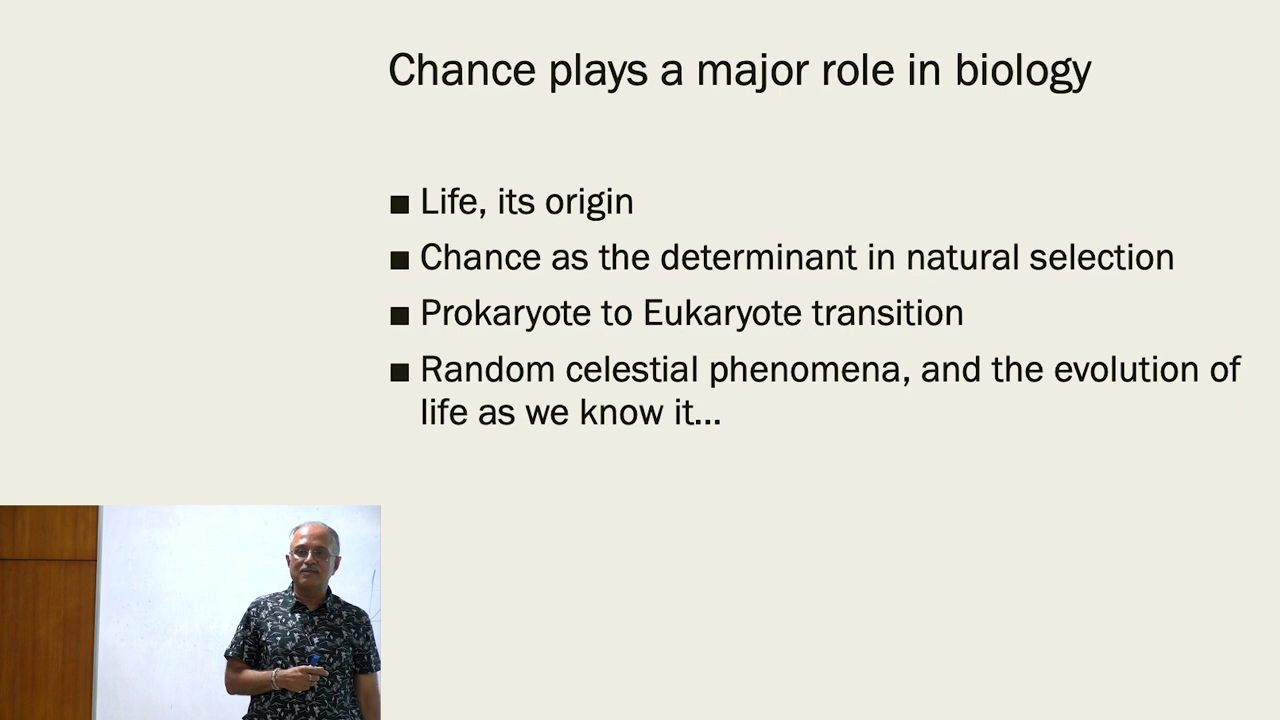 Chance plays a major role in biology
■ Life, its origin
■ Chance as the determinant in natural selection
■ Prokaryote to Eukaryote transition
■ Random celestial phenomena, and the evolution of
life as we know it...